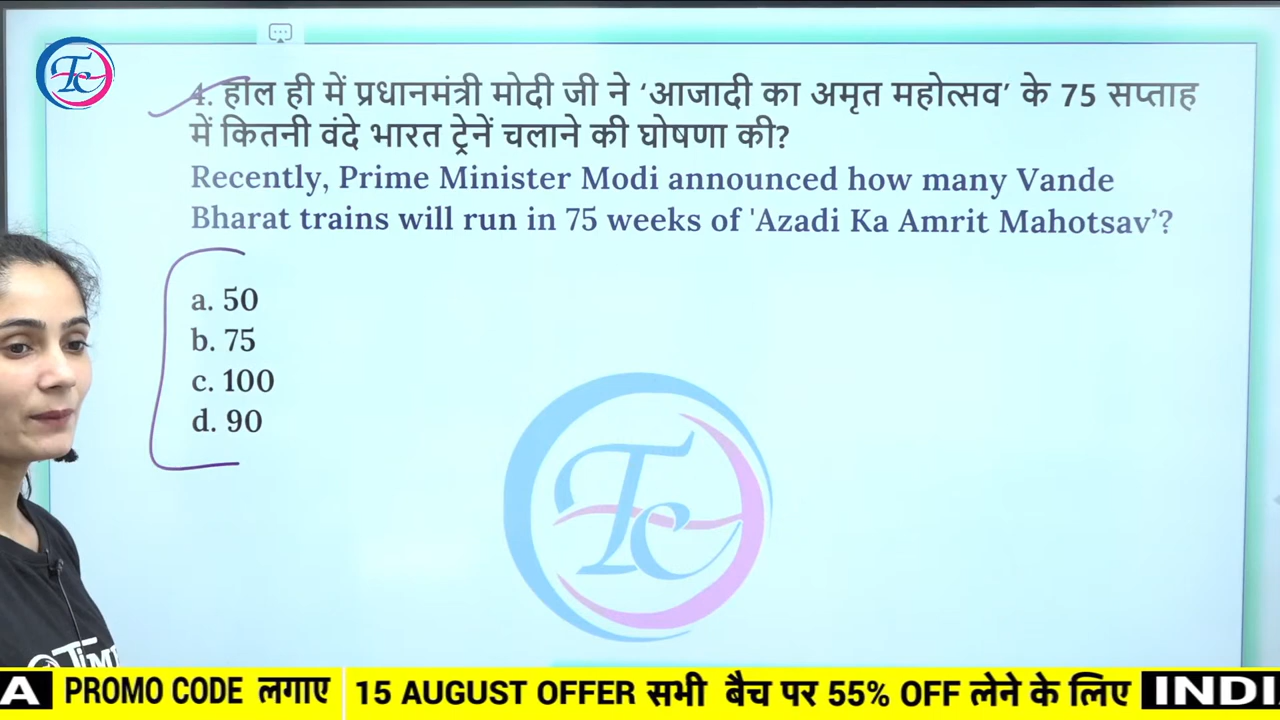 Tc
4. हाल ही में प्रधानमंत्री मोदी जी ने ‘आजादी का अमृत महोत्सव’ के 75 सप्ताह
में कितनी वंदे भारत ट्रेनें चलाने की घोषणा की?
Recently, Prime Minister Modi announced how many Vande
Bharat trains will run in 75 weeks of 'Azadi Ka Amrit Mahotsav’?
a. 50
b. 75
c. 100
d. 90
Tc
A PROMO CODE लगाए 15 AUGUST OFFER सभी बैच पर 55% OFF लेने के लिए INDI